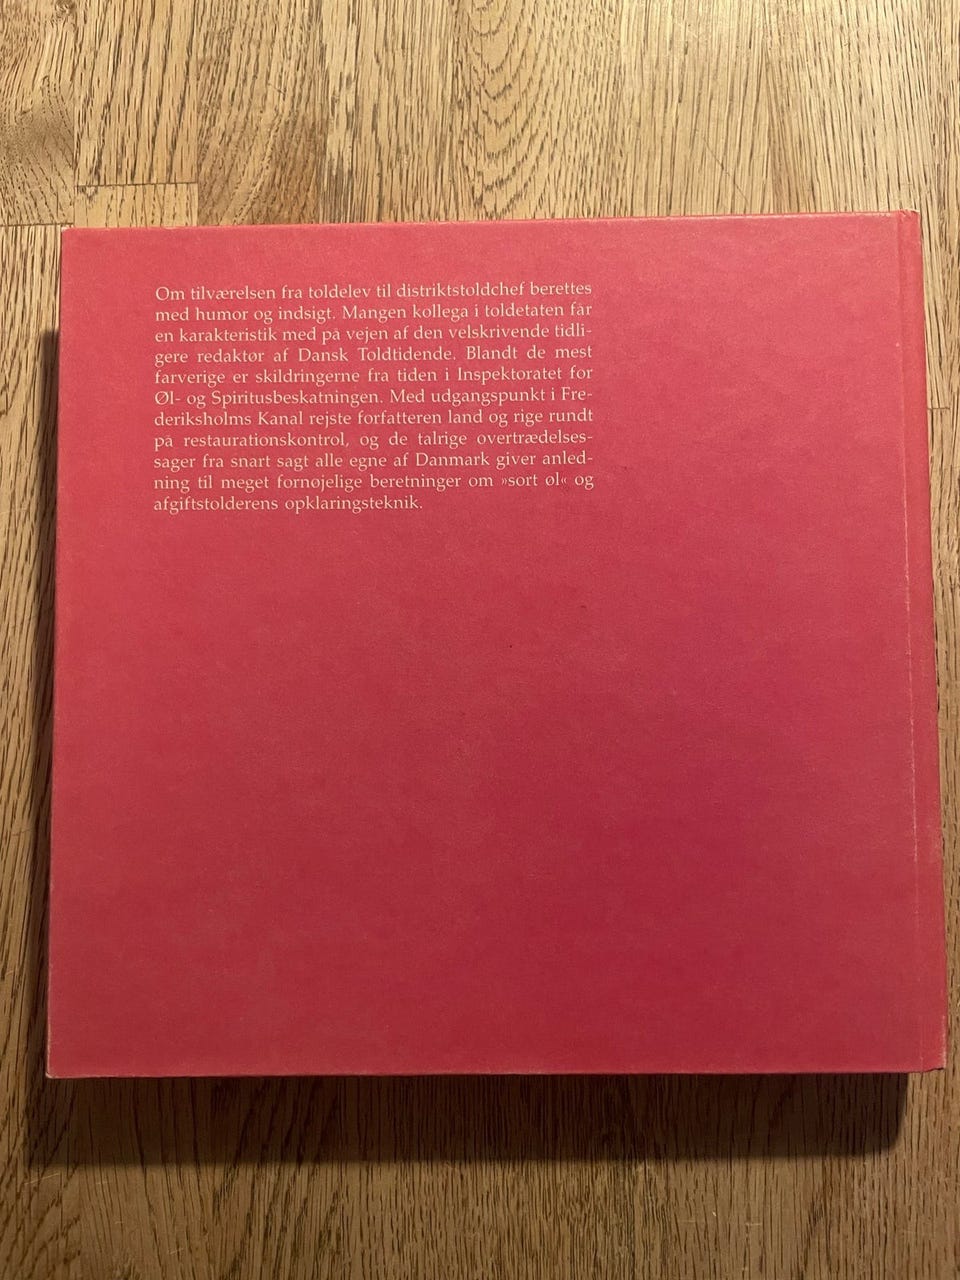 Om tilværelsen fra toldelev til distriktstoldchef berettes
med humor og indsigt. Mangen kollega i toldetaten får
en karakteristik med på vejen af den velskrivende tidli-
gere redaktør af Dansk Toldtidende. Blandt de mest
farverige er skildringerne fra tiden i Inspektoratet for
Øl- og Spiritusbeskatningen. Med udgangspunkt i Fre-
deriksholms Kanal rejste forfatteren land og rige rundt
på restaurationskontrol, og de talrige overtrædelses-
sager fra snart sagt alle egne af Danmark giver anled-
ning til meget fornøjelige beretninger om »sort øl« og
afgiftstolderens opklaringsteknik.